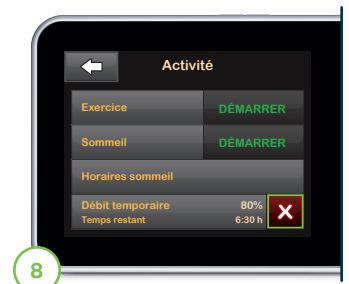 Activité
Exercice DÉMARRER
Sommeil DÉMARRER
Horaires sommeil
Débit temporaire 80%
Temps restant 6:30 h
X
8